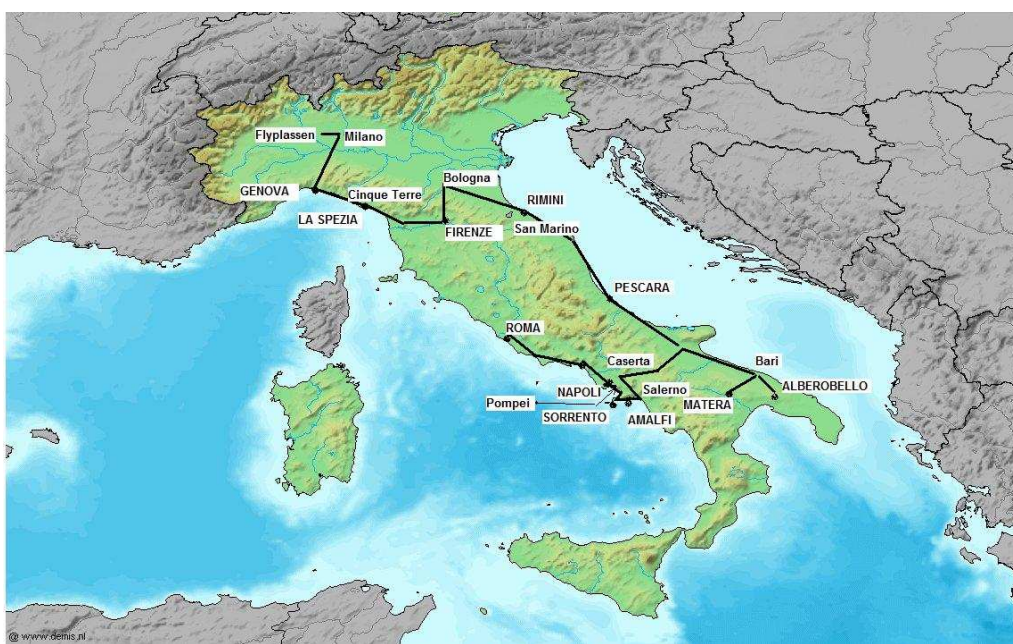 Flyplassen
Milano
Bologna
GENOVA
Cinque Terre
RIMINI
LA SPEZIA
FIRENZE
San Marino
PESCARA
ROMA
Caserta
Bari
NAPOLI
Salerno
ALBEROBELLO
Pompei
MATERA
SORRENTO
AMALFI
@ www.demis.nl